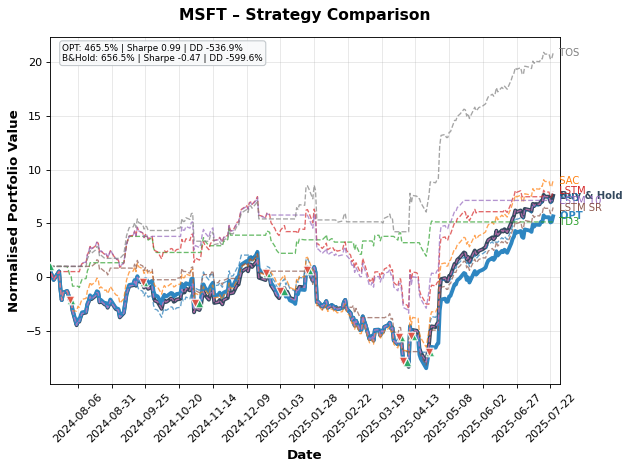 MSFT – Strategy Comparison
OPT: 465.5% | Sharpe 0.99 | DD -536.9%
B&Hold: 656.5% | Sharpe -0.47 | DD -599.6%
Normalised Portfolio Value
20
15
10
5
0
−5
TOS
SAC
LSTM
Buy & Hold
LSTM SR
OPT
TD3
2024-08-06
2024-08-31
2024-09-25
2024-10-20
2024-11-14
2024-12-09
2025-01-03
2025-01-28
2025-02-22
2025-03-19
2025-04-13
2025-05-08
2025-06-02
2025-06-27
2025-07-22
Date